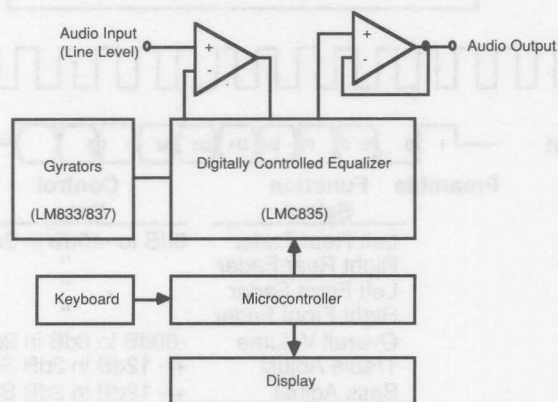 Audio Input
(Line Level)
+
-
+
-
Audio Output
Gyrators
(LM833/837)
Digitally Controlled Equalizer
(LMC835)
Keyboard
Microcontroller
Display
Preamble
Function
Control
Left Rear Fader
Right Rear Fader
Left Front Fader
Right Front Fader
Overall Volume
Treble Adjust
Bass Adjust